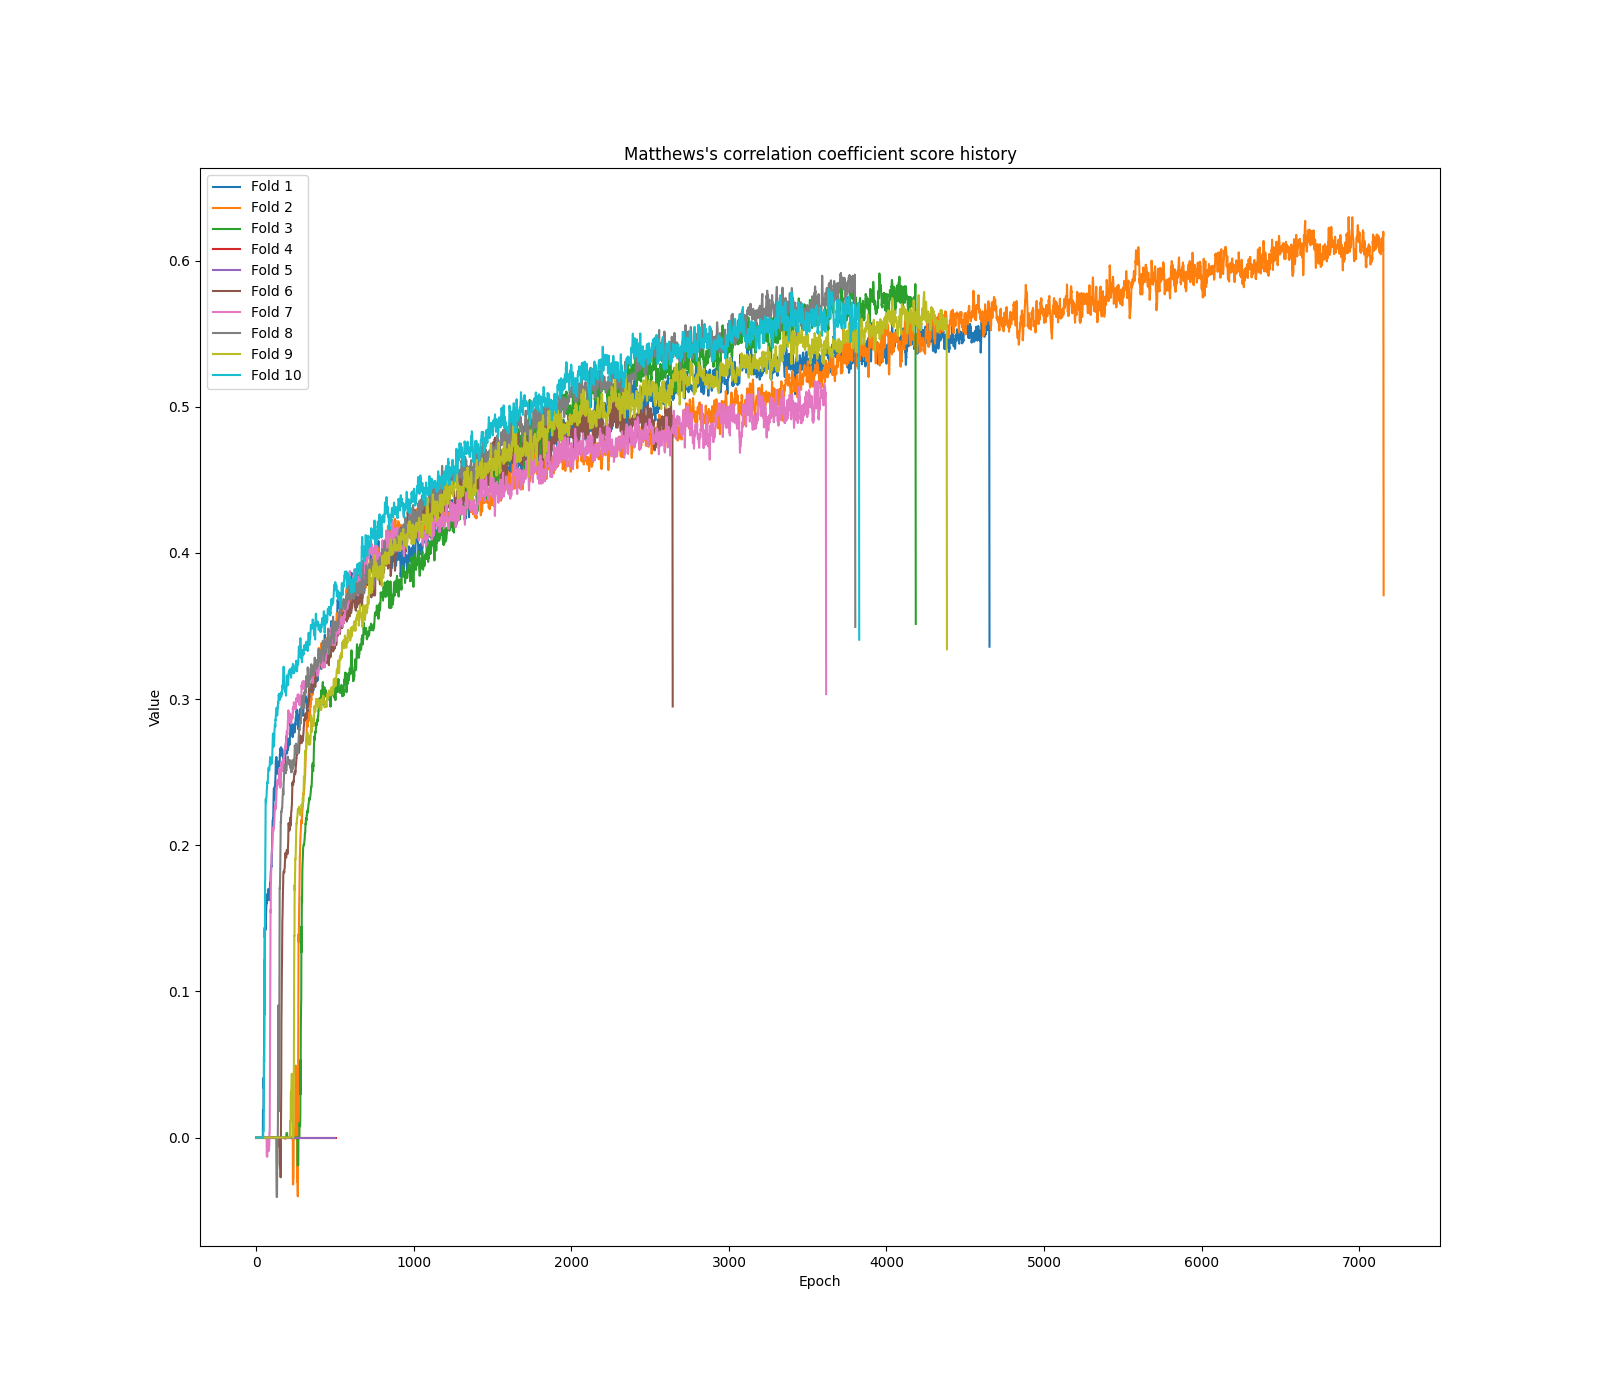 Matthews's correlation coefficient score history
Fold 1
Fold 2
Fold 3
Fold 4
Fold 5
Fold 6
Fold 7
Fold 8
Fold 9
Fold 10
0.6
0.5
0.4
0.3
0.2
0.1
0.0
Value
0 1000 2000 3000 4000 5000 6000 7000
Epoch